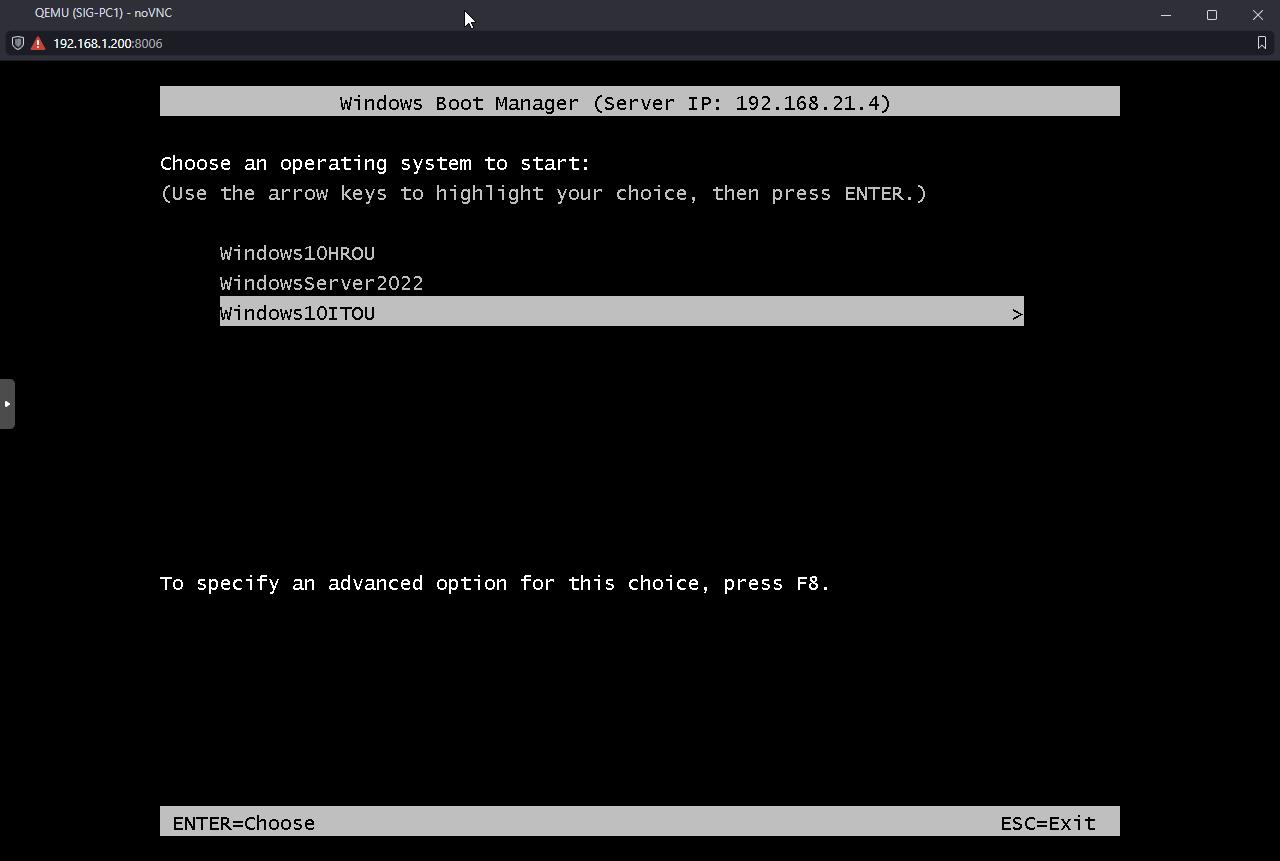 QEMU (SIG-PC1) - noVNC
192.168.1.200:8006
Windows Boot Manager (Server IP: 192.168.21.4)
Choose an operating system to start:
(Use the arrow keys to highlight your choice, then press ENTER.)
Windows10HROU
WindowsServer2022
Windows10ITOU >
To specify an advanced option for this choice, press F8.
ENTER=Choose ESC=Exit